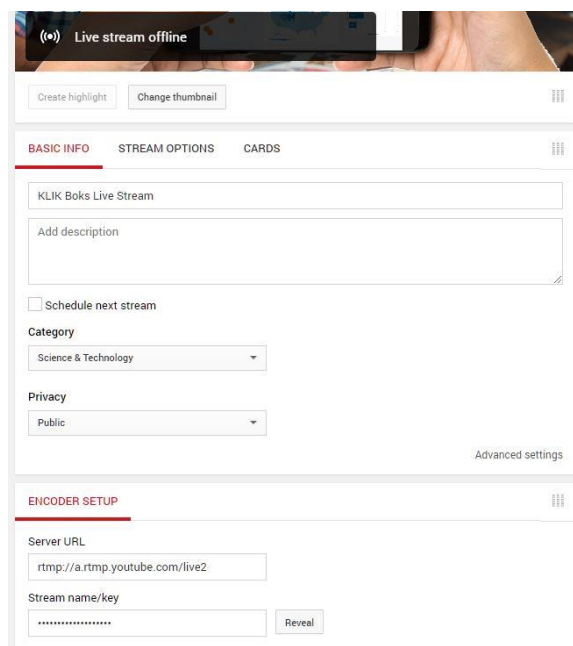 Live stream offline
Create highlight
Change thumbnail
BASIC INFO
STREAM OPTIONS
CARDS
KLIK Boks Live Stream
Add description
Schedule next stream
Category
Science & Technology
Privacy
Public
Advanced settings
ENCODER SETUP
Server URL
rtmp://a.rtmp.youtube.com/live2
Stream name/key
•••••••••••••••••••
Reveal